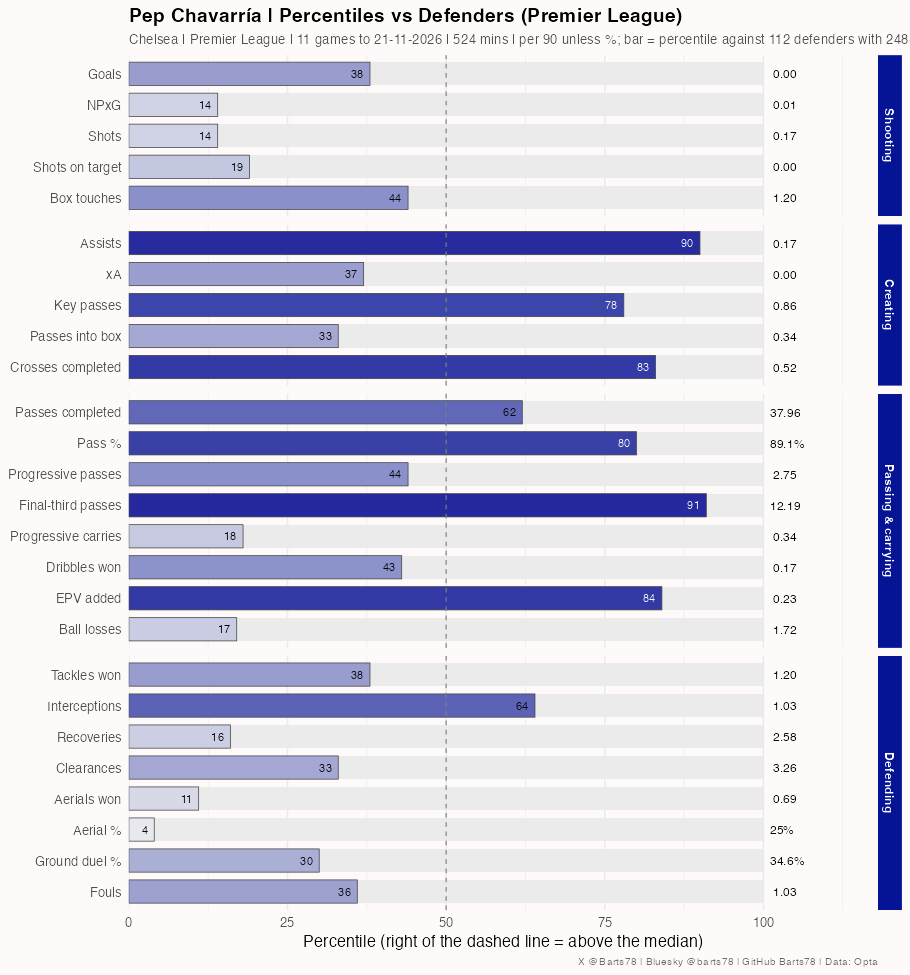 Pep Chavarría | Percentiles vs Defenders (Premier League)
Chelsea | Premier League | 11 games to 21-11-2026 | 524 mins | per 90 unless %; bar = percentile against 112 defenders with 248
Goals 38 0.00
NPxG 14 0.01
Shots 14 0.17
Shots on target 19 0.00
Box touches 44 1.20
Shooting
Assists 90 0.17
xA 37 0.00
Key passes 78 0.86
Passes into box 33 0.34
Crosses completed 83 0.52
Creating
Passes completed 62 37.96
Pass % 80 89.1%
Progressive passes 44 2.75
Final-third passes 91 12.19
Progressive carries 18 0.34
Dribbles won 43 0.17
EPV added 84 0.23
Ball losses 17 1.72
Passing & carrying
Tackles won 38 1.20
Interceptions 64 1.03
Recoveries 16 2.58
Clearances 33 3.26
Aerials won 11 0.69
Aerial % 4 25%
Ground duel % 30 34.6%
Fouls 36 1.03
Defending
0 25 50 75 100
Percentile (right of the dashed line = above the median)
X @Barts78 | Bluesky @barts78 | GitHub Barts78 | Data: Opta